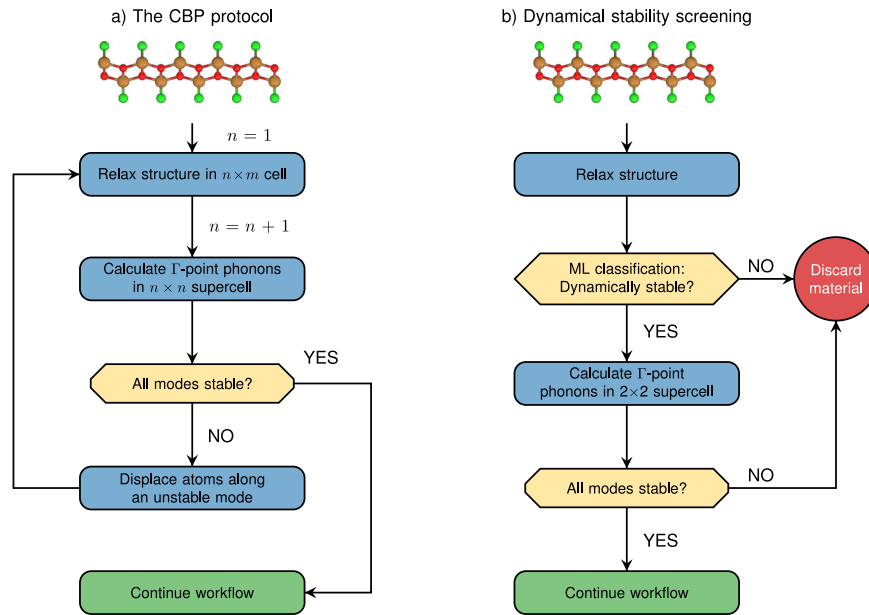 a) The CBP protocol
n = 1
Relax structure in n×m cell
n = n + 1
Calculate Γ-point phonons
in n × n supercell
YES
All modes stable?
NO
Displace atoms along
an unstable mode
Continue workflow
b) Dynamical stability screening
Relax structure
ML classification:
Dynamically stable?
NO
Discard
material
YES
Calculate Γ-point
phonons in 2×2 supercell
All modes stable?
NO
YES
Continue workflow